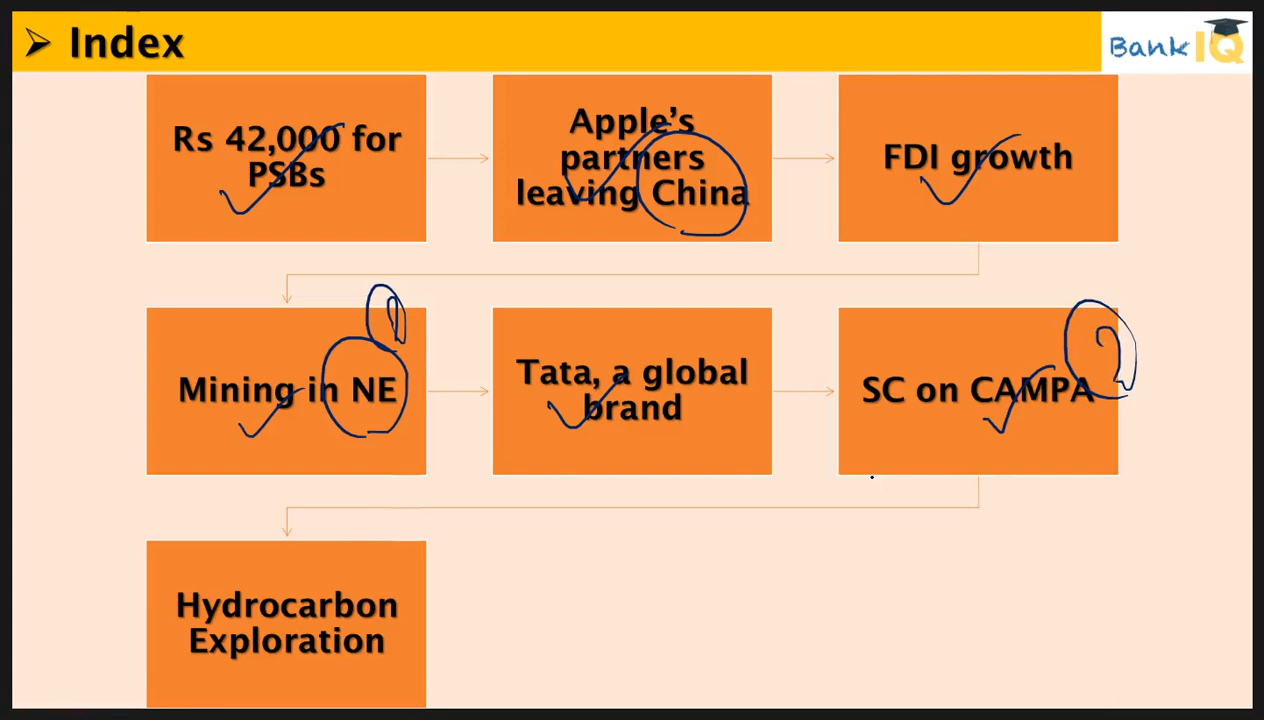 Index
Bank IQ
Rs 42,000 for
PSBs
Apple's
partners
leaving China
FDI growth
Mining in NE
Tata, a global
brand
SC on CAMPA
Hydrocarbon
Exploration